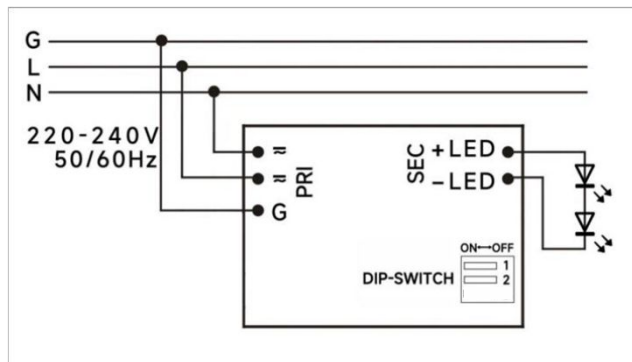 G
L
N
220-240V
50/60Hz
≂
≂
G
PRI
SEC
+LED
-LED
ON↔OFF
DIP-SWITCH
1
2